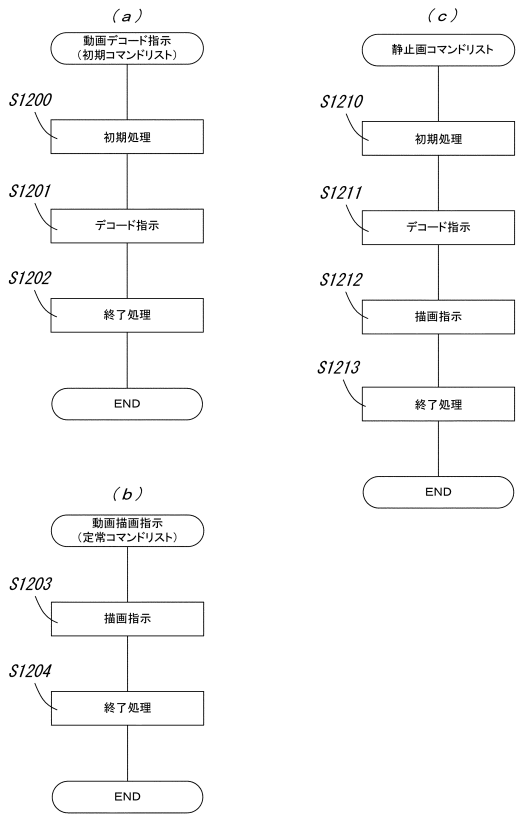 (a)
動画デコード指示
(初期コマンドリスト)
S1200
初期処理
S1201
デコード指示
S1202
終了処理
END
(b)
動画描画指示
(定常コマンドリスト)
S1203
描画指示
S1204
終了処理
END
(c)
静止画コマンドリスト
S1210
初期処理
S1211
デコード指示
S1212
描画指示
S1213
終了処理
END